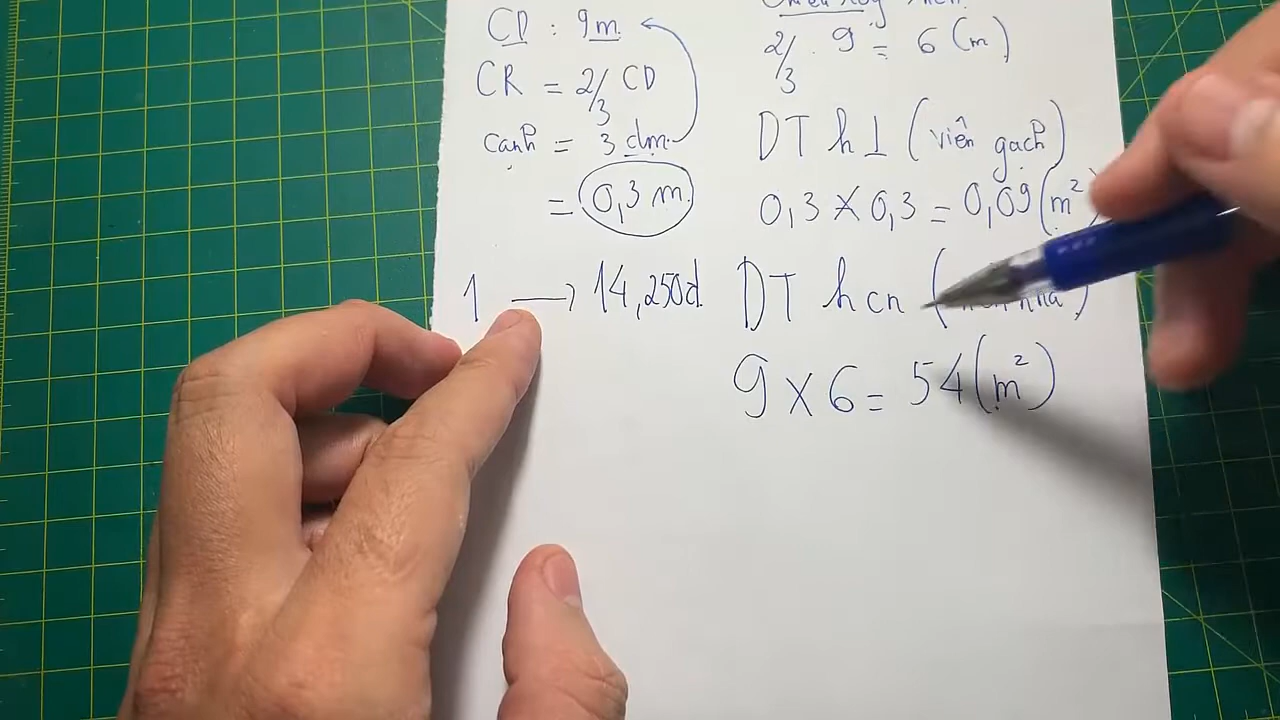 CD : 9m
CR = 2/3 CD
cạnh = 3 dm
= 0,3 m
1 → 14,250đ
2/3 . 9 = 6 (m)
DT h⊥ (viên gạch)
0,3 × 0,3 = 0,09 (m²)
DT hcn (
9 × 6 = 54 (m²)